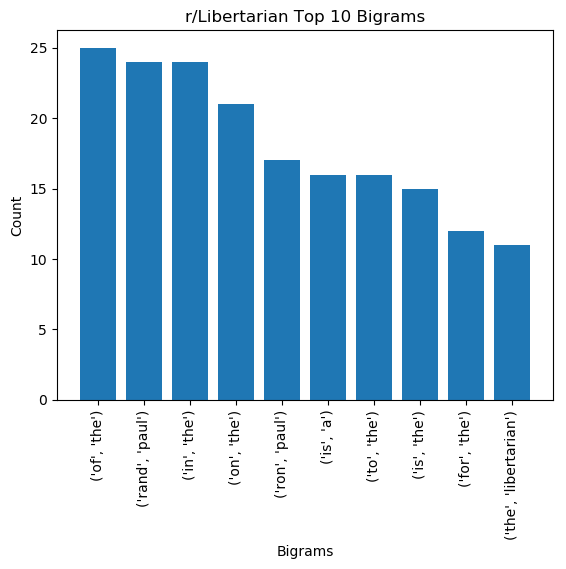 r/Libertarian Top 10 Bigrams
25
20
15
10
5
0
Count
('of', 'the')
('rand', 'paul')
('in', 'the')
('on', 'the')
('ron', 'paul')
('is', 'a')
('to', 'the')
('is', 'the')
('for', 'the')
('the', 'libertarian')
Bigrams